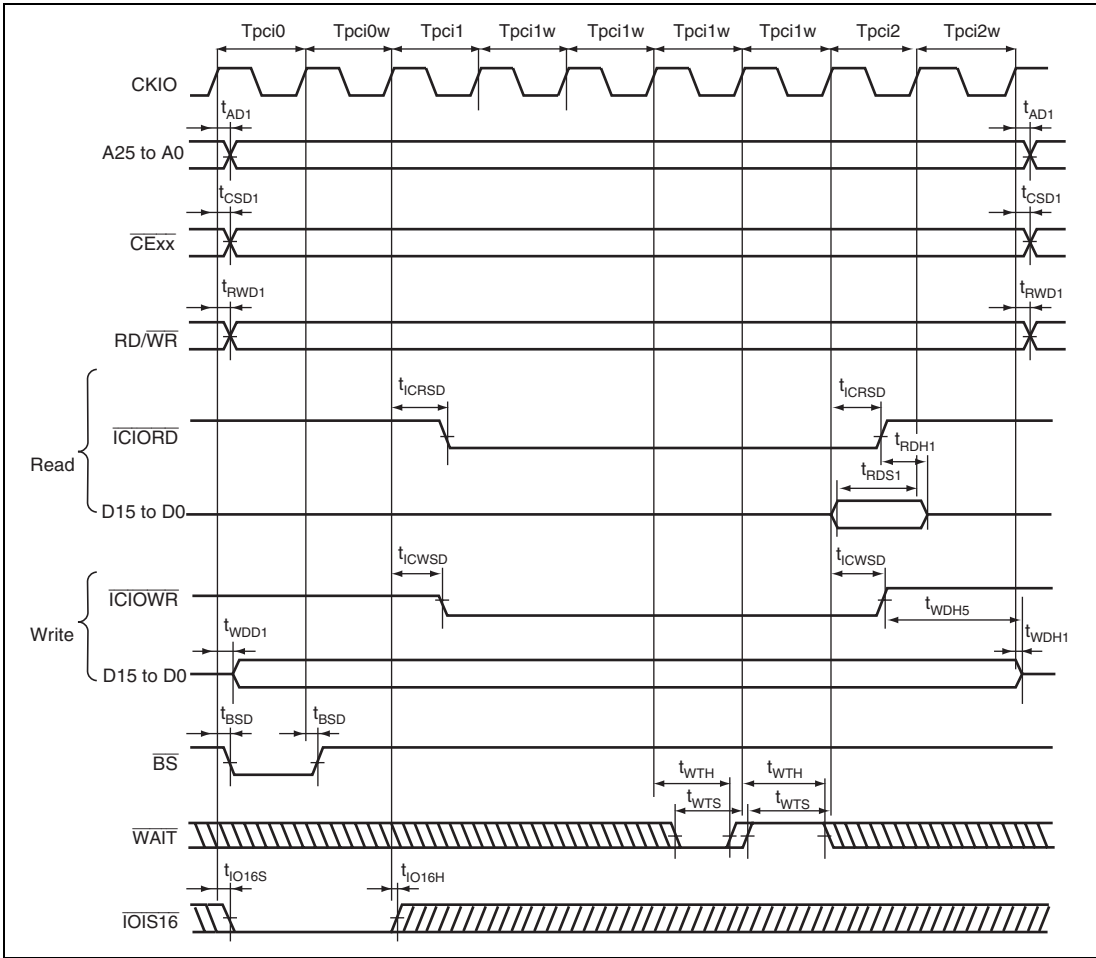 Tpci0 Tpci0w Tpci1 Tpci1w Tpci1w Tpci1w Tpci1w Tpci2 Tpci2w
CKIO
tAD1 tAD1
A25 to A0
tCSD1 tCSD1
CExx
tRWD1 tRWD1
RD/WR
tICRSD tICRSD
ICIORD
tRDH1
Read
tRDS1
D15 to D0
tICWSD tICWSD
ICIOWR
tWDH5
Write
tWDD1 tWDH1
D15 to D0
tBSD tBSD
BS
tWTH tWTH
tWTS tWTS
WAIT
tIO16S tIO16H
IOIS16